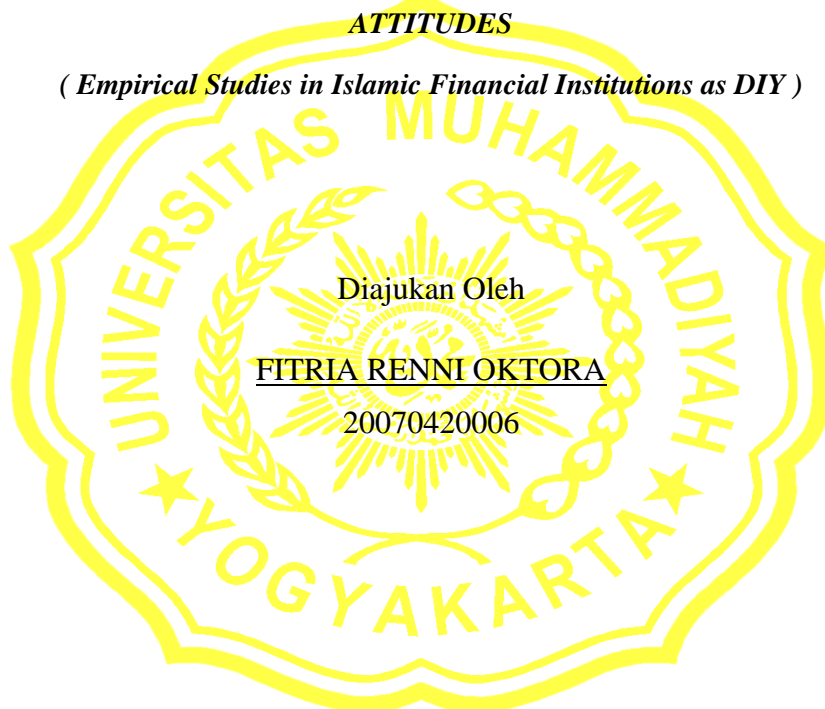 ATTITUDES
( Empirical Studies in Islamic Financial Institutions as DIY )
UNIVERSITAS MUHAMMADIYAH
Diajukan Oleh
FITRIA RENNI OKTORA
20070420006
YOGYAKARTA